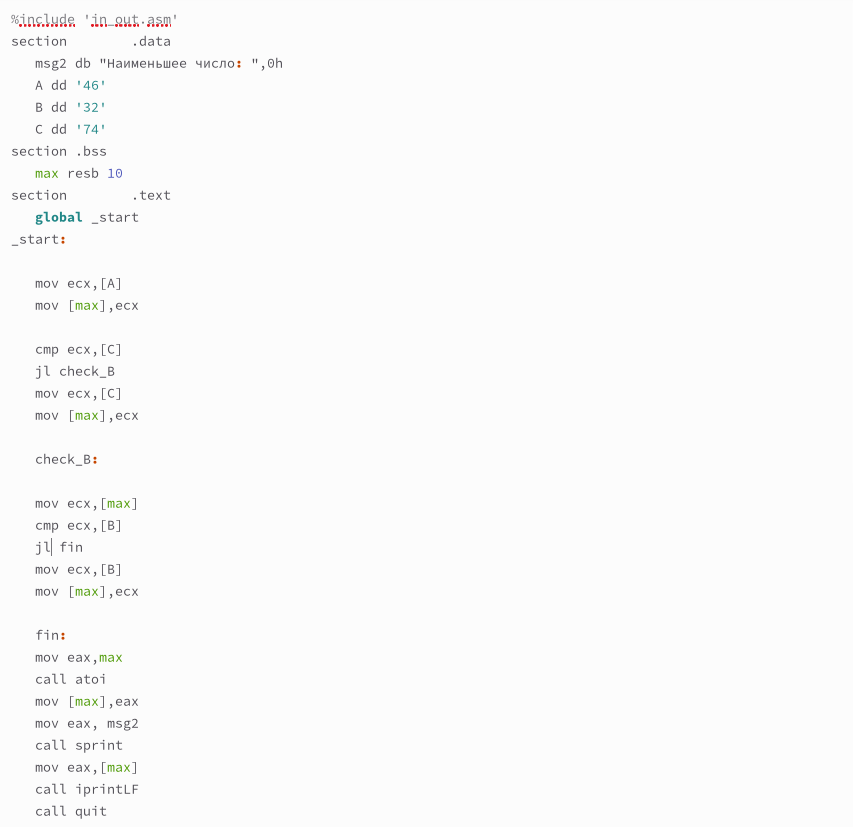 %include 'in_out.asm'
section        .data
   msg2 db "Наименьшее число: ",0h
   A dd '46'
   B dd '32'
   C dd '74'
section .bss
   max resb 10
section        .text
   global _start
_start:

   mov ecx,[A]
   mov [max],ecx

   cmp ecx,[C]
   jl check_B
   mov ecx,[C]
   mov [max],ecx

   check_B:

   mov ecx,[max]
   cmp ecx,[B]
   jl fin
   mov ecx,[B]
   mov [max],ecx

   fin:
   mov eax,max
   call atoi
   mov [max],eax
   mov eax, msg2
   call sprint
   mov eax,[max]
   call iprintLF
   call quit